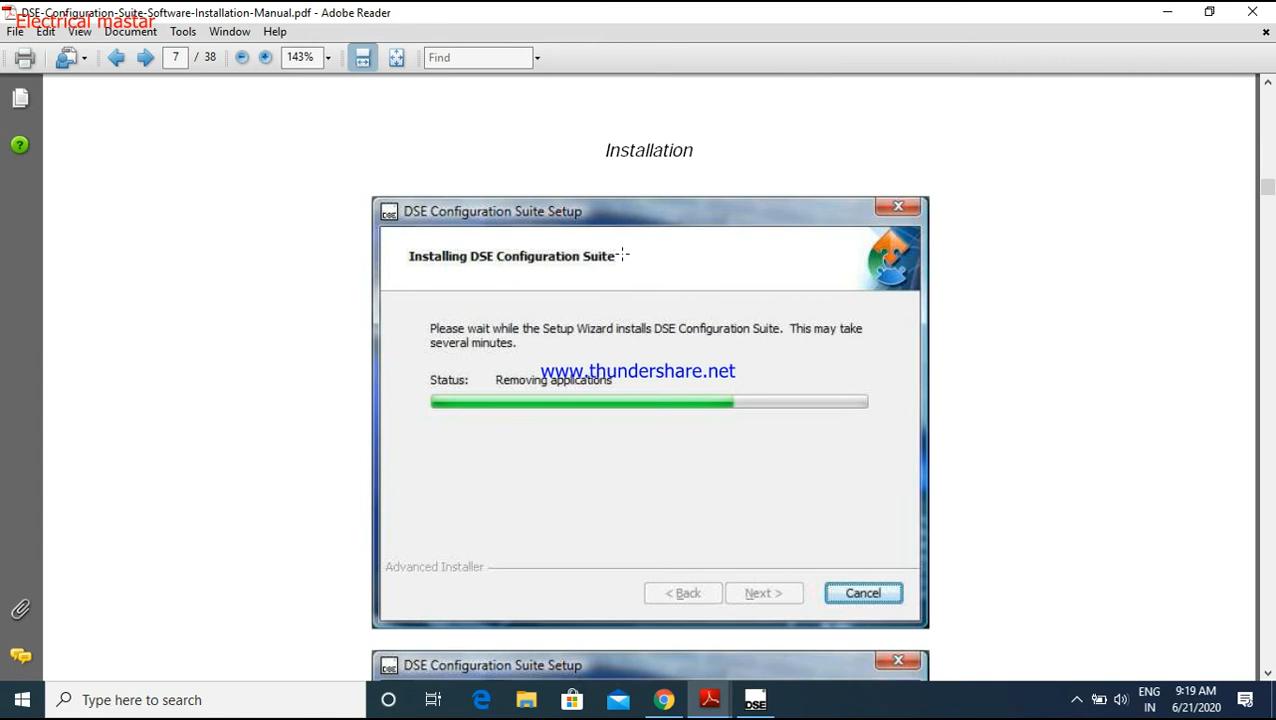 DSE-Configuration-Suite-Software-Installation-Manual.pdf - Adobe Reader
Electrical mastar
File Edit View Document Tools Window Help
7 / 38 143% Find
Installation
DSE DSE Configuration Suite Setup
Installing DSE Configuration Suite
Please wait while the Setup Wizard installs DSE Configuration Suite. This may take
several minutes.
www.thundershare.net
Status: Removing applications
Advanced Installer
< Back Next > Cancel
DSE DSE Configuration Suite Setup
Type here to search
DSE
ENG
IN
9:19 AM
6/21/2020